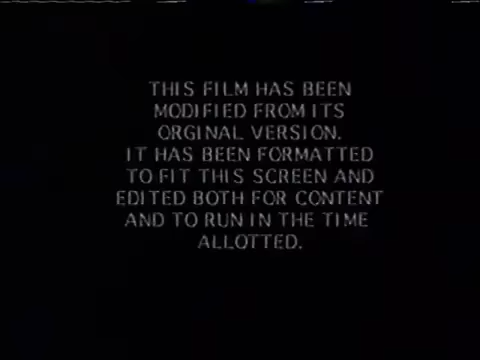 THIS FILM HAS BEEN
MODIFIED FROM ITS
ORGINAL VERSION.
IT HAS BEEN FORMATTED
TO FIT THIS SCREEN AND
EDITED BOTH FOR CONTENT
AND TO RUN IN THE TIME
ALLOTTED.